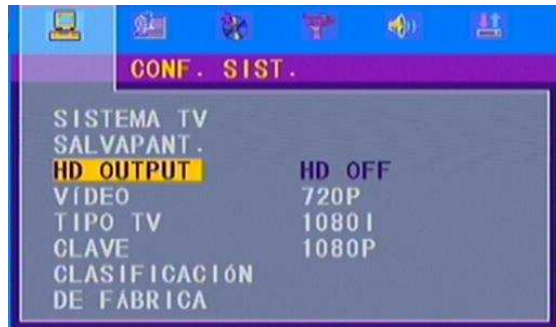 CONF. SIST.
SISTEMA TV
SALVAPANT.
HD OUTPUT HD OFF
VÍDEO 720P
TIPO TV 1080I
CLAVE 1080P
CLASIFICACIÓN
DE FÁBRICA